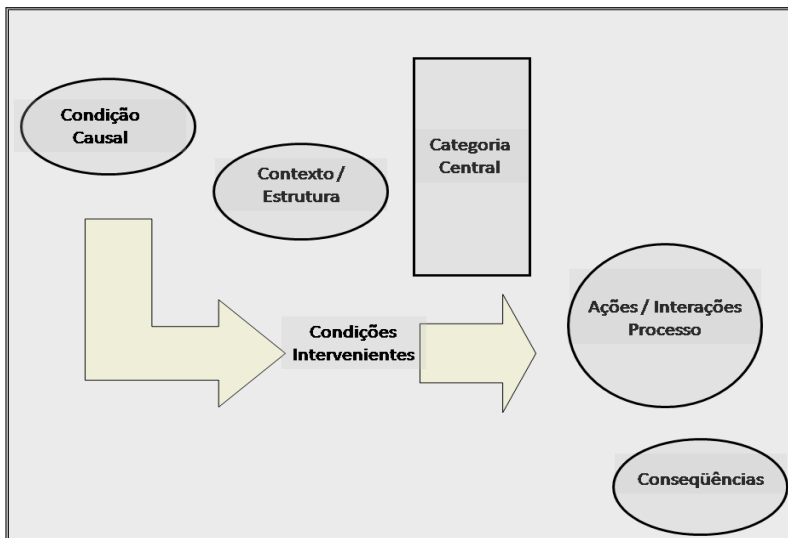 Condição
Causal
Contexto /
Estrutura
Categoria
Central
Condições
Intervenientes
Ações / Interações
Processo
Conseqüências